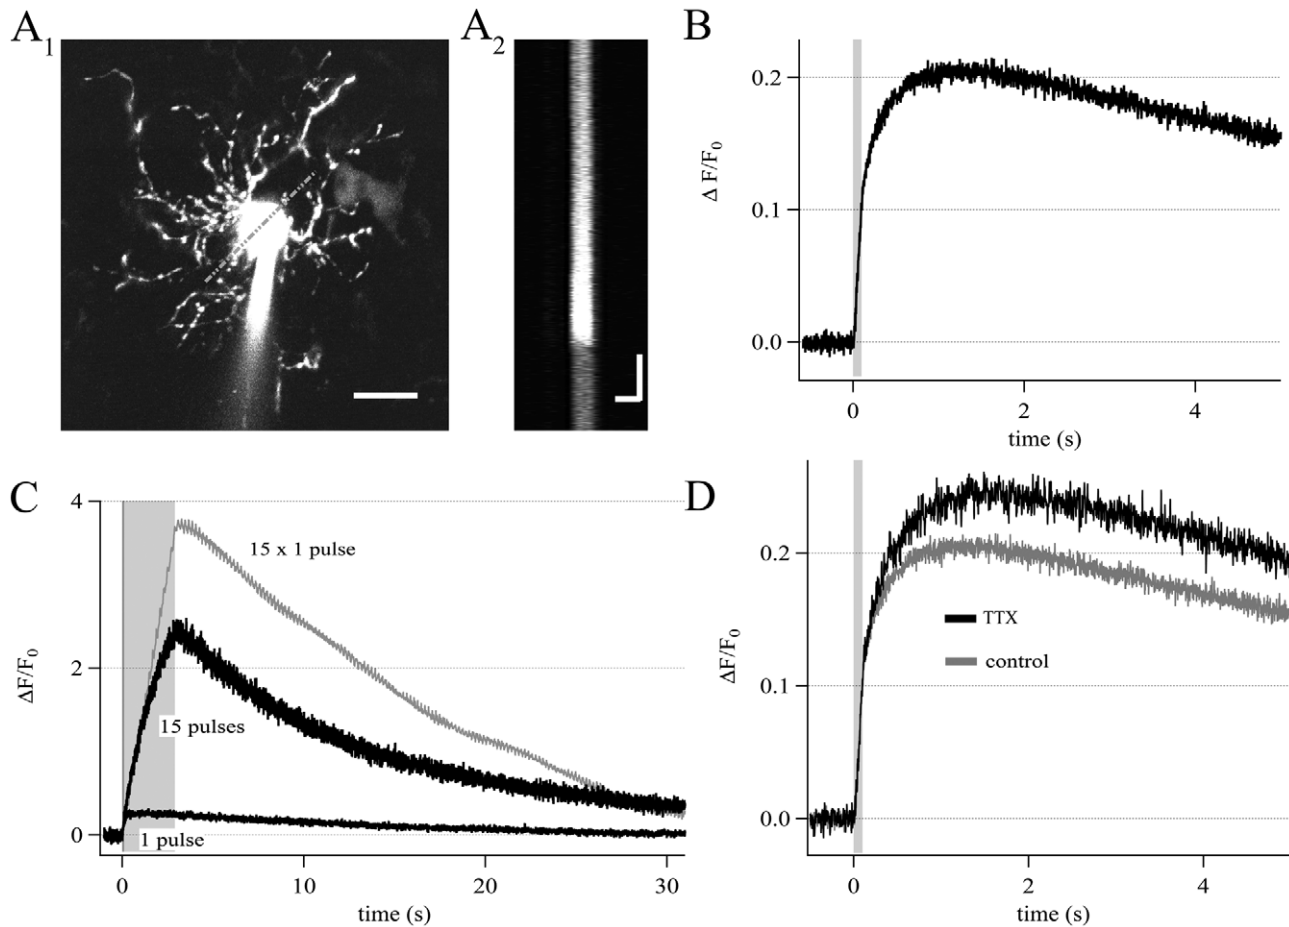 A1
A2
B
0.2
0.1
0.0
Δ F/F0
0
2
4
time (s)
C
4
2
0
ΔF/F0
15 x 1 pulse
15 pulses
1 pulse
0
10
20
30
time (s)
D
0.2
0.1
0.0
ΔF/F0
TTX
control
0
2
4
time (s)